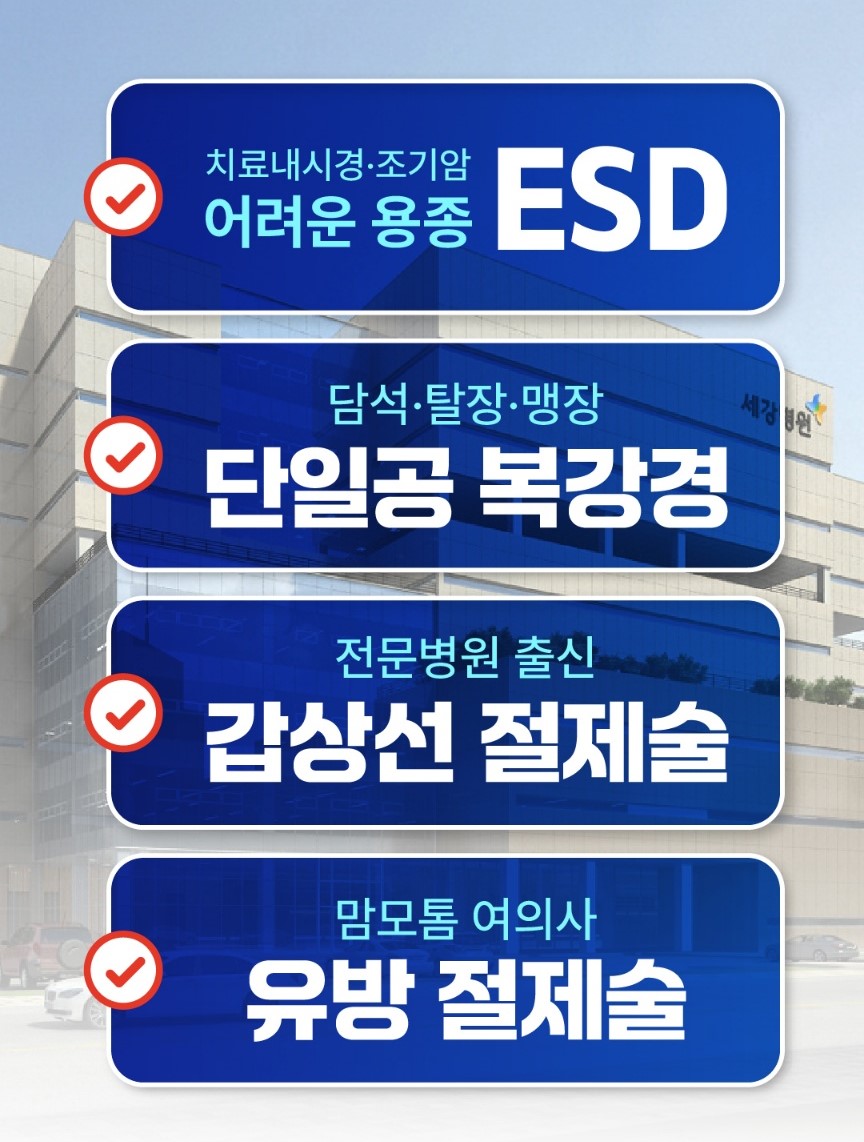 치료내시경·조기암
어려운 용종 ESD
담석·탈장·맹장
단일공 복강경
세강병원
전문병원 출신
갑상선 절제술
맘모톰 여의사
유방 절제술